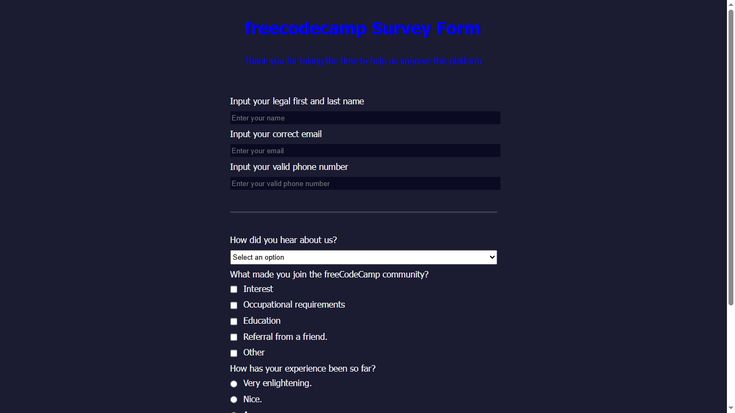 freecodecamp Survey Form
Thank you for taking the time to help us improve the platform
Input your legal first and last name
Enter your name
Input your correct email
Enter your email
Input your valid phone number
Enter your valid phone number
How did you hear about us?
Select an option
What made you join the freeCodeCamp community?
Interest
Occupational requirements
Education
Referral from a friend.
Other
How has your experience been so far?
Very enlightening.
Nice.